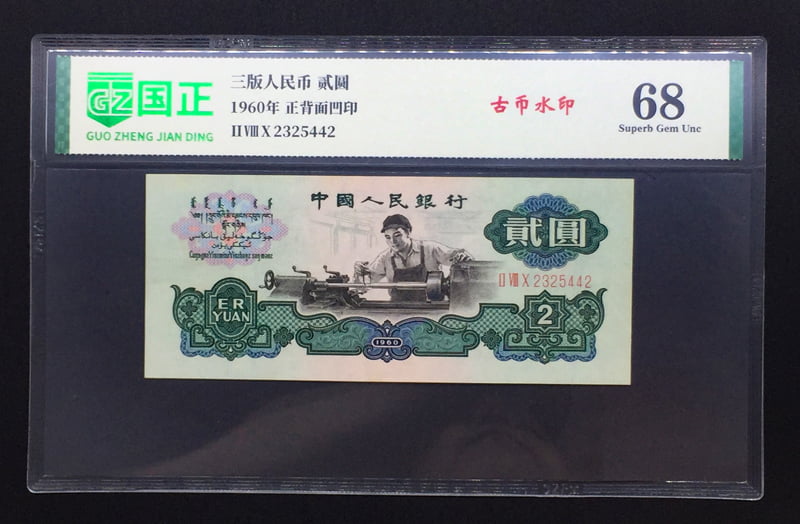 GZ 国正
GUO ZHENG JIAN DING
三版人民币 贰圆
1960年 正背面凹印
II VIII X 2325442
古币水印
68
Superb Gem Unc
中國人民銀行
贰圆
II VIII X 2325442
ER
YUAN
1960
2